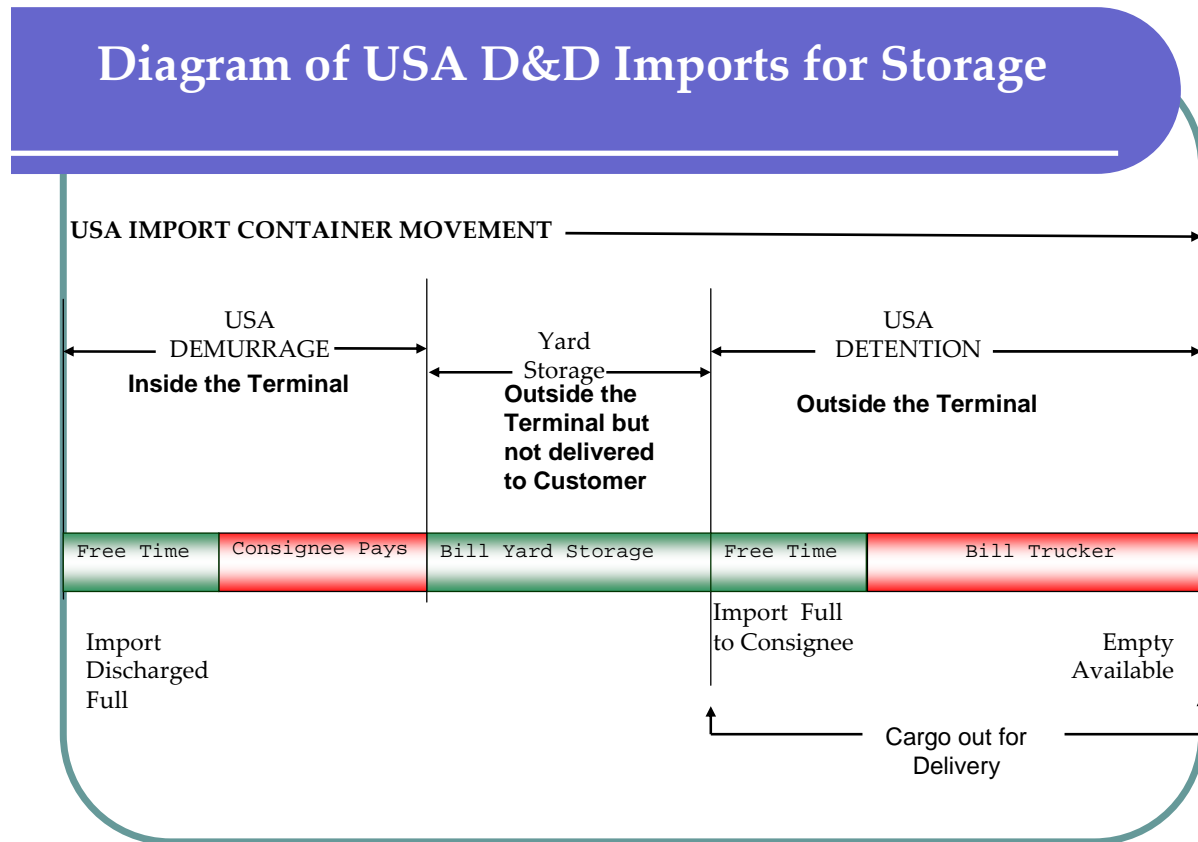 Diagram of USA D&D Imports for Storage
USA IMPORT CONTAINER MOVEMENT
USA
DEMURRAGE
Inside the Terminal
Yard
Storage
Outside the
Terminal but
not delivered
to Customer
USA
DETENTION
Outside the Terminal
Free Time
Consignee Pays
Bill Yard Storage
Free Time
Bill Trucker
Import
Discharged
Full
Import Full
to Consignee
Empty
Available
Cargo out for
Delivery